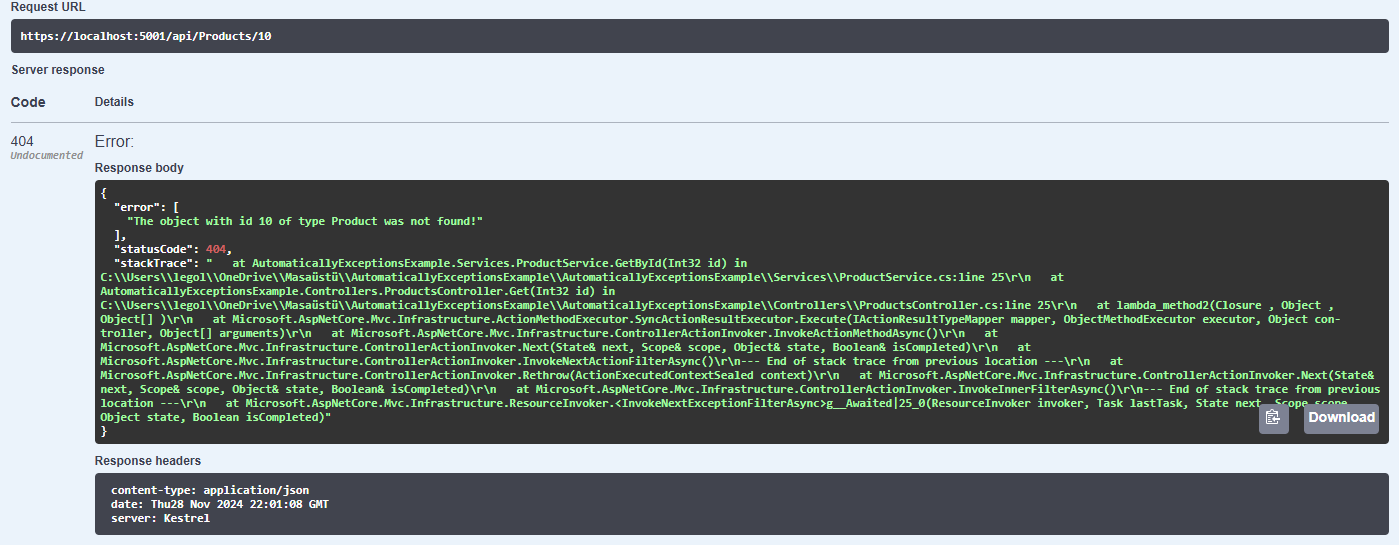 Request URL
https://localhost:5001/api/Products/10
Server response
Code Details
404 Error:
Undocumented
Response body
{
"error": [
"The object with id 10 of type Product was not found!"
],
"statusCode": 404,
"stackTrace": "   at AutomaticallyExceptionsExample.Services.ProductService.GetById(Int32 id) in
C:\\Users\\legol\\OneDrive\\Masaüstü\\AutomaticallyExceptionsExample\\AutomaticallyExceptionsExample\\Services\\ProductService.cs:line 25\r\n   at
AutomaticallyExceptionsExample.Controllers.ProductsController.Get(Int32 id) in
C:\\Users\\legol\\OneDrive\\Masaüstü\\AutomaticallyExceptionsExample\\AutomaticallyExceptionsExample\\Controllers\\ProductsController.cs:line 25\r\n   at lambda_method2(Closure , Object ,
Object[] )\r\n   at Microsoft.AspNetCore.Mvc.Infrastructure.ActionMethodExecutor.SyncActionResultExecutor.Execute(IActionResultTypeMapper mapper, ObjectMethodExecutor executor, Object con-
troller, Object[] arguments)\r\n   at Microsoft.AspNetCore.Mvc.Infrastructure.ControllerActionInvoker.InvokeActionMethodAsync()\r\n   at
Microsoft.AspNetCore.Mvc.Infrastructure.ControllerActionInvoker.Next(State& next, Scope& scope, Object& state, Boolean& isCompleted)\r\n   at
Microsoft.AspNetCore.Mvc.Infrastructure.ControllerActionInvoker.InvokeNextActionFilterAsync()\r\n--- End of stack trace from previous location ---\r\n   at
Microsoft.AspNetCore.Mvc.Infrastructure.ControllerActionInvoker.Rethrow(ActionExecutedContextSealed context)\r\n   at Microsoft.AspNetCore.Mvc.Infrastructure.ControllerActionInvoker.Next(State&
next, Scope& scope, Object& state, Boolean& isCompleted)\r\n   at Microsoft.AspNetCore.Mvc.Infrastructure.ControllerActionInvoker.InvokeInnerFilterAsync()\r\n--- End of stack trace from previous
location ---\r\n   at Microsoft.AspNetCore.Mvc.Infrastructure.ResourceInvoker.<InvokeNextExceptionFilterAsync>g__Awaited|25_0(ResourceInvoker invoker, Task lastTask, State next, Scope scope,
Object state, Boolean isCompleted)"
}
Download
Response headers
content-type: application/json
date: Thu28 Nov 2024 22:01:08 GMT
server: Kestrel